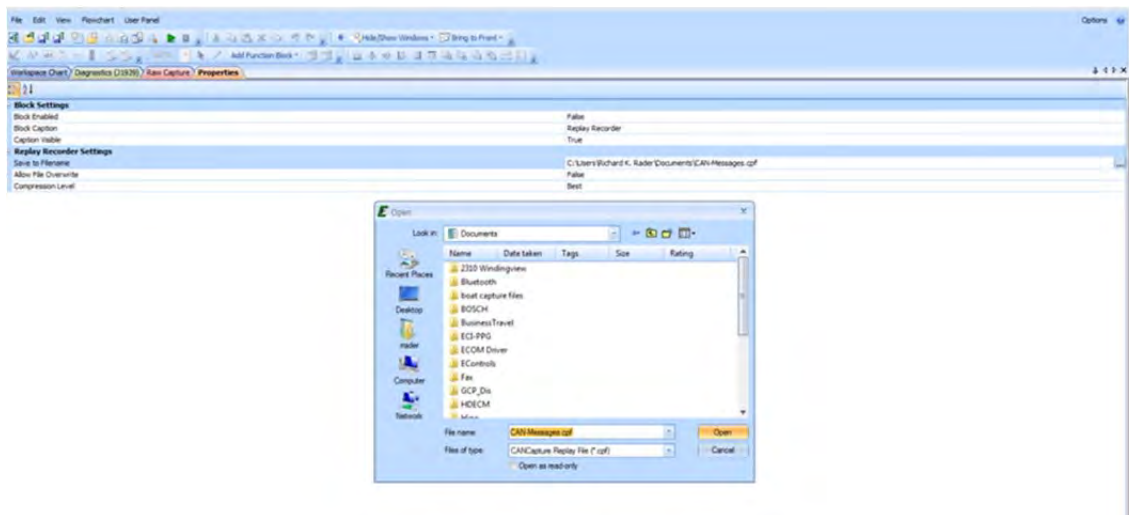 File Edit View Flowchart User Panel Options
Hide/Show Windows Bring to Front
Add Function Block
Workspace Chart Diagnostics (J1939) Raw Capture Properties
Block Settings
Block Enabled False
Block Caption Replay Recorder
Caption Visible True
Replay Recorder Settings
Save to Filename C:\Users\Richard K. Rader\Documents\CAN-Messages.cpf
Allow File Overwrite False
Compression Level Best
Open
Look in: Documents
Name Date taken Tags Size Rating
2310 Windingview
Bluetooth
boat capture files
BOSCH
BusinessTravel
ECI-PPG
ECOM Driver
EControls
Fax
GCP_Dis
HDECM
Recent Places
Desktop
rrader
Computer
Network
File name: CAN-Messages.cpf Open
Files of type: CANCapture Replay File (*.cpf) Cancel
Open as read-only